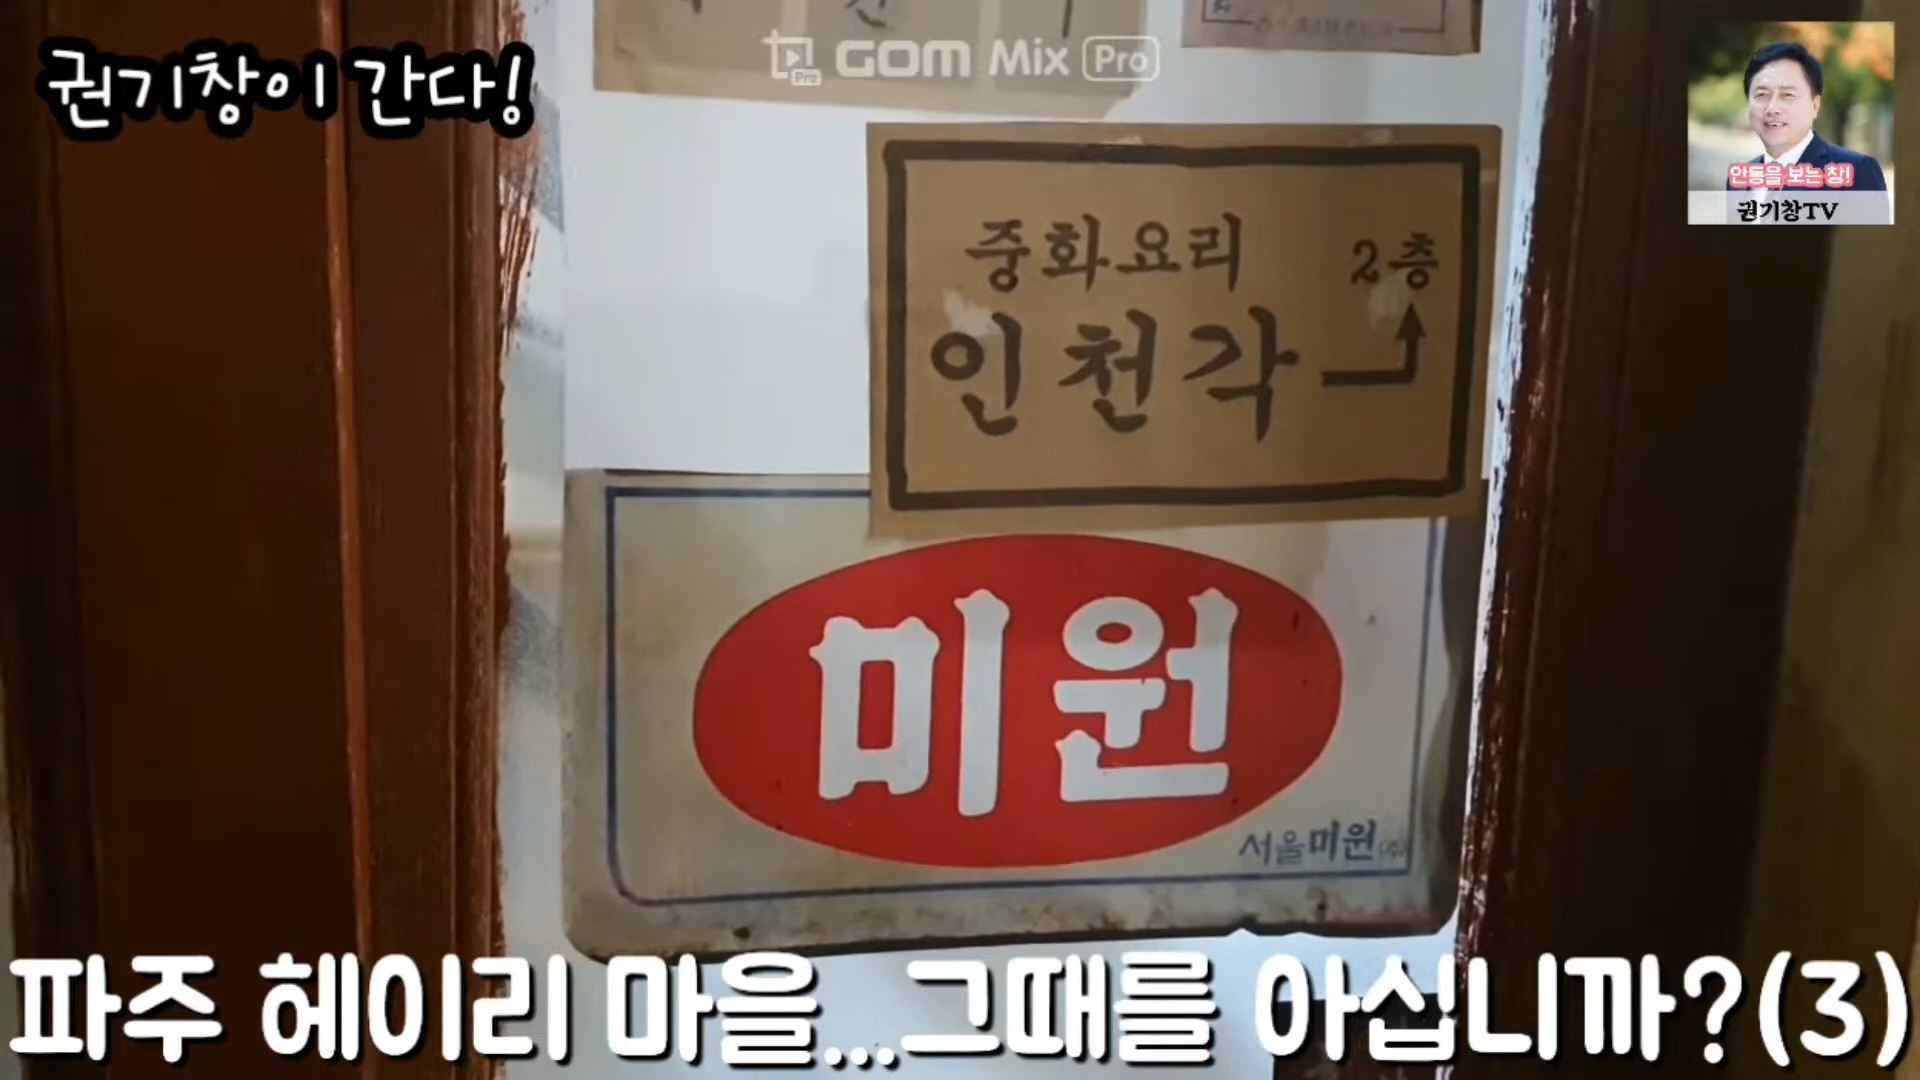 권기창이 간다!
GOM Mix Pro
안동을 보는 창!
권기창TV
중화요리 2층
인천각
미원
서울미원(주)
파주 헤이리 마을...그때를 아십니까?(3)